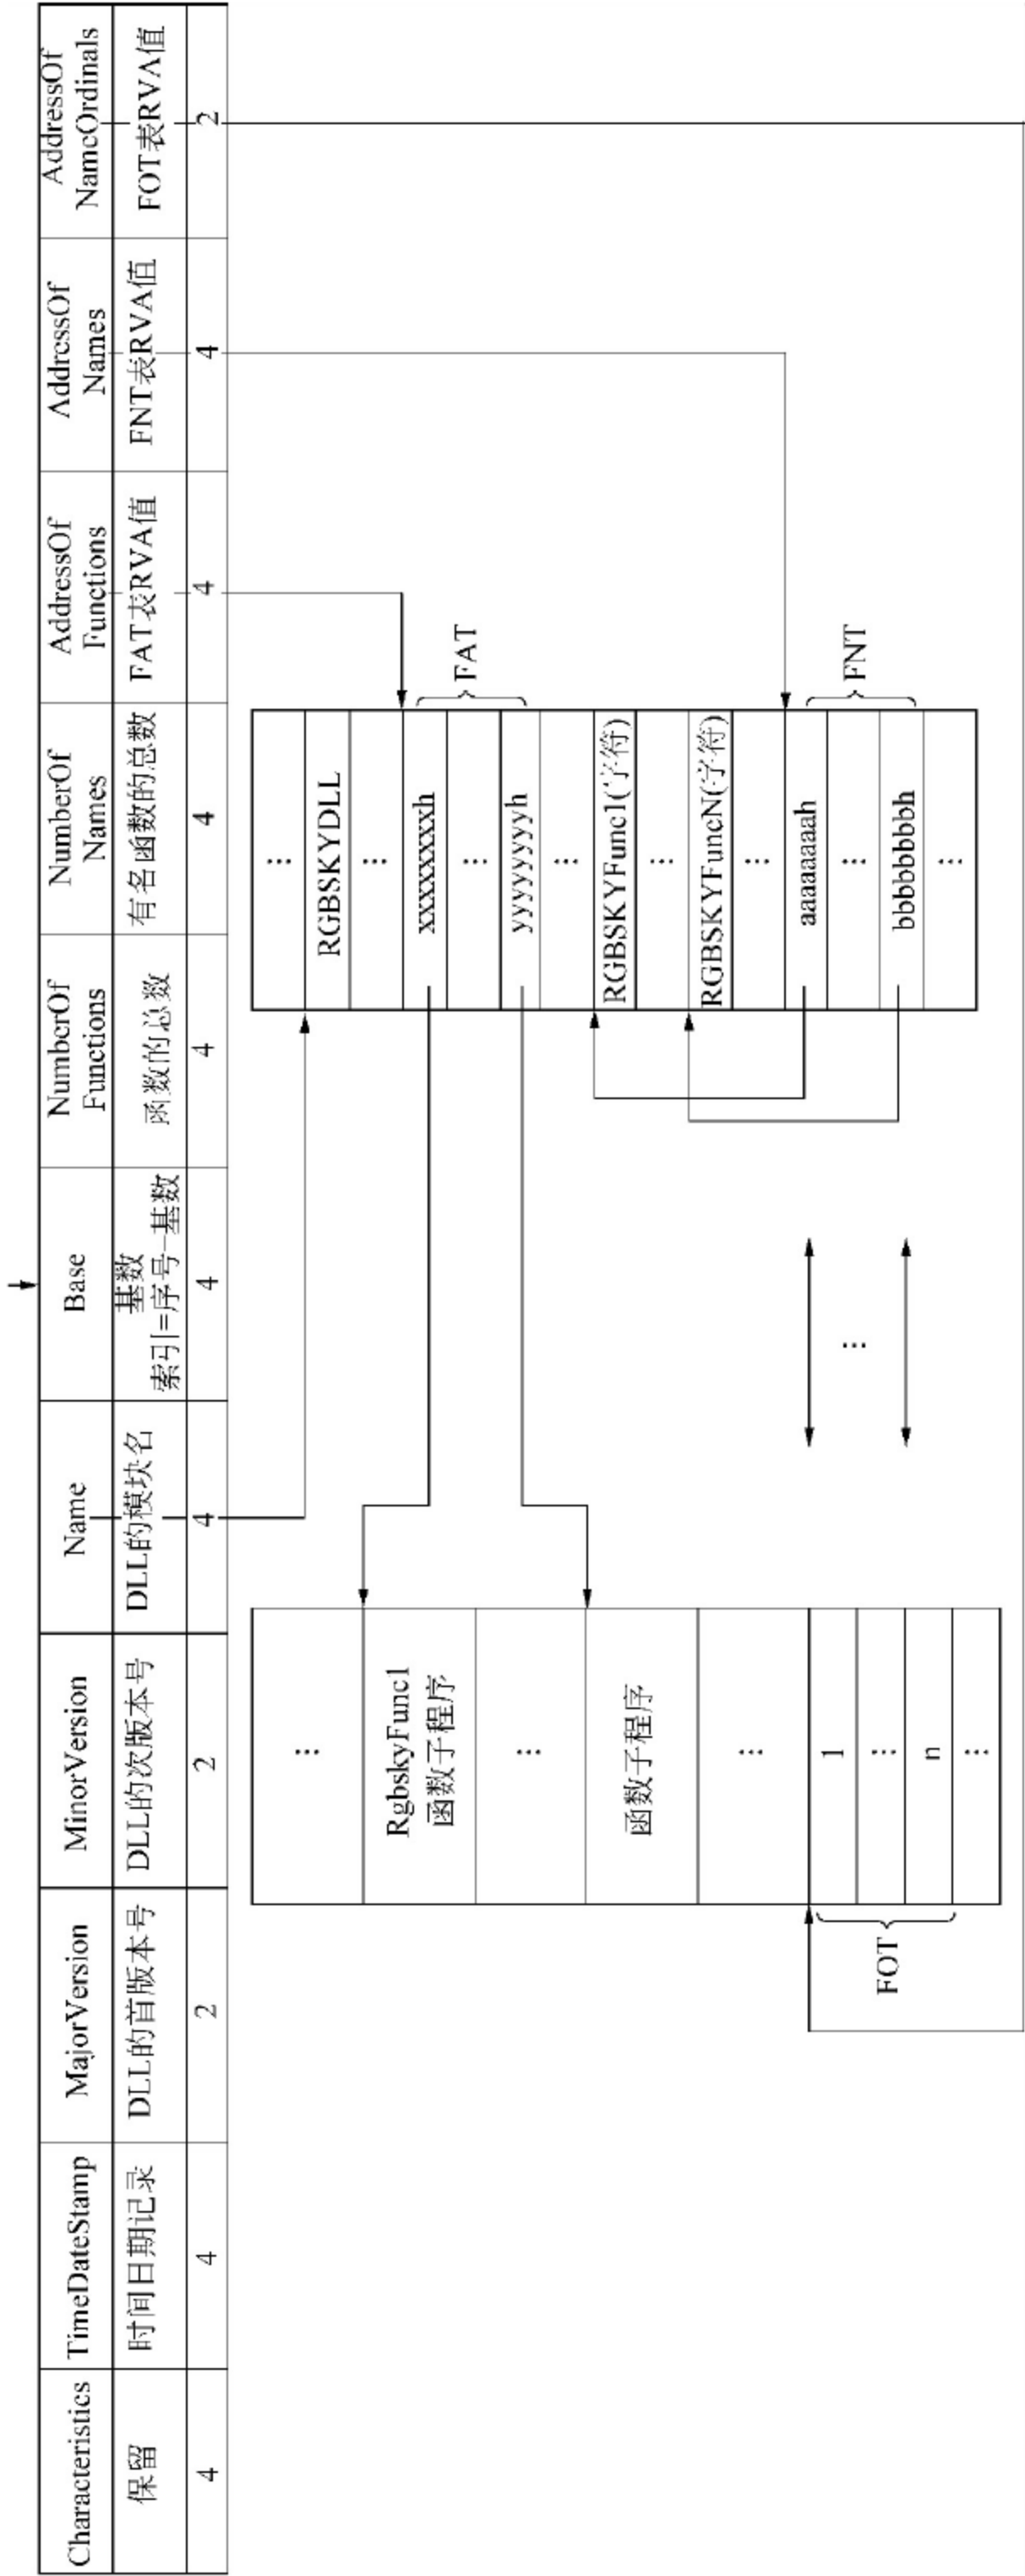 Characteristics
保留
4
TimeDateStamp
时间日期记录
4
MajorVersion
DLL的首版本号
2
MinorVersion
DLL的次版本号
2
Name
DLL的模块名
4
Base
基数
索引=序号-基数
4
NumberOf
Functions
函数的总数
4
NumberOf
Names
有名函数的总数
4
AddressOf
Functions
FAT表RVA值
4
AddressOf
Names
FNT表RVA值
4
AddressOf
NameOrdinals
FOT表RVA值
2
⋮
RgbskyFunc1
函数子程序
⋮
函数子程序
⋮
1
⋮
n
⋮
FOT
…
⋮
RGBSKYDLL
⋮
xxxxxxxxh
⋮
yyyyyyyyh
⋮
RGBSKYFunc1(字符)
⋮
RGBSKYFuncN(字符)
⋮
aaaaaaaah
⋮
bbbbbbbbh
⋮
FAT
FNT